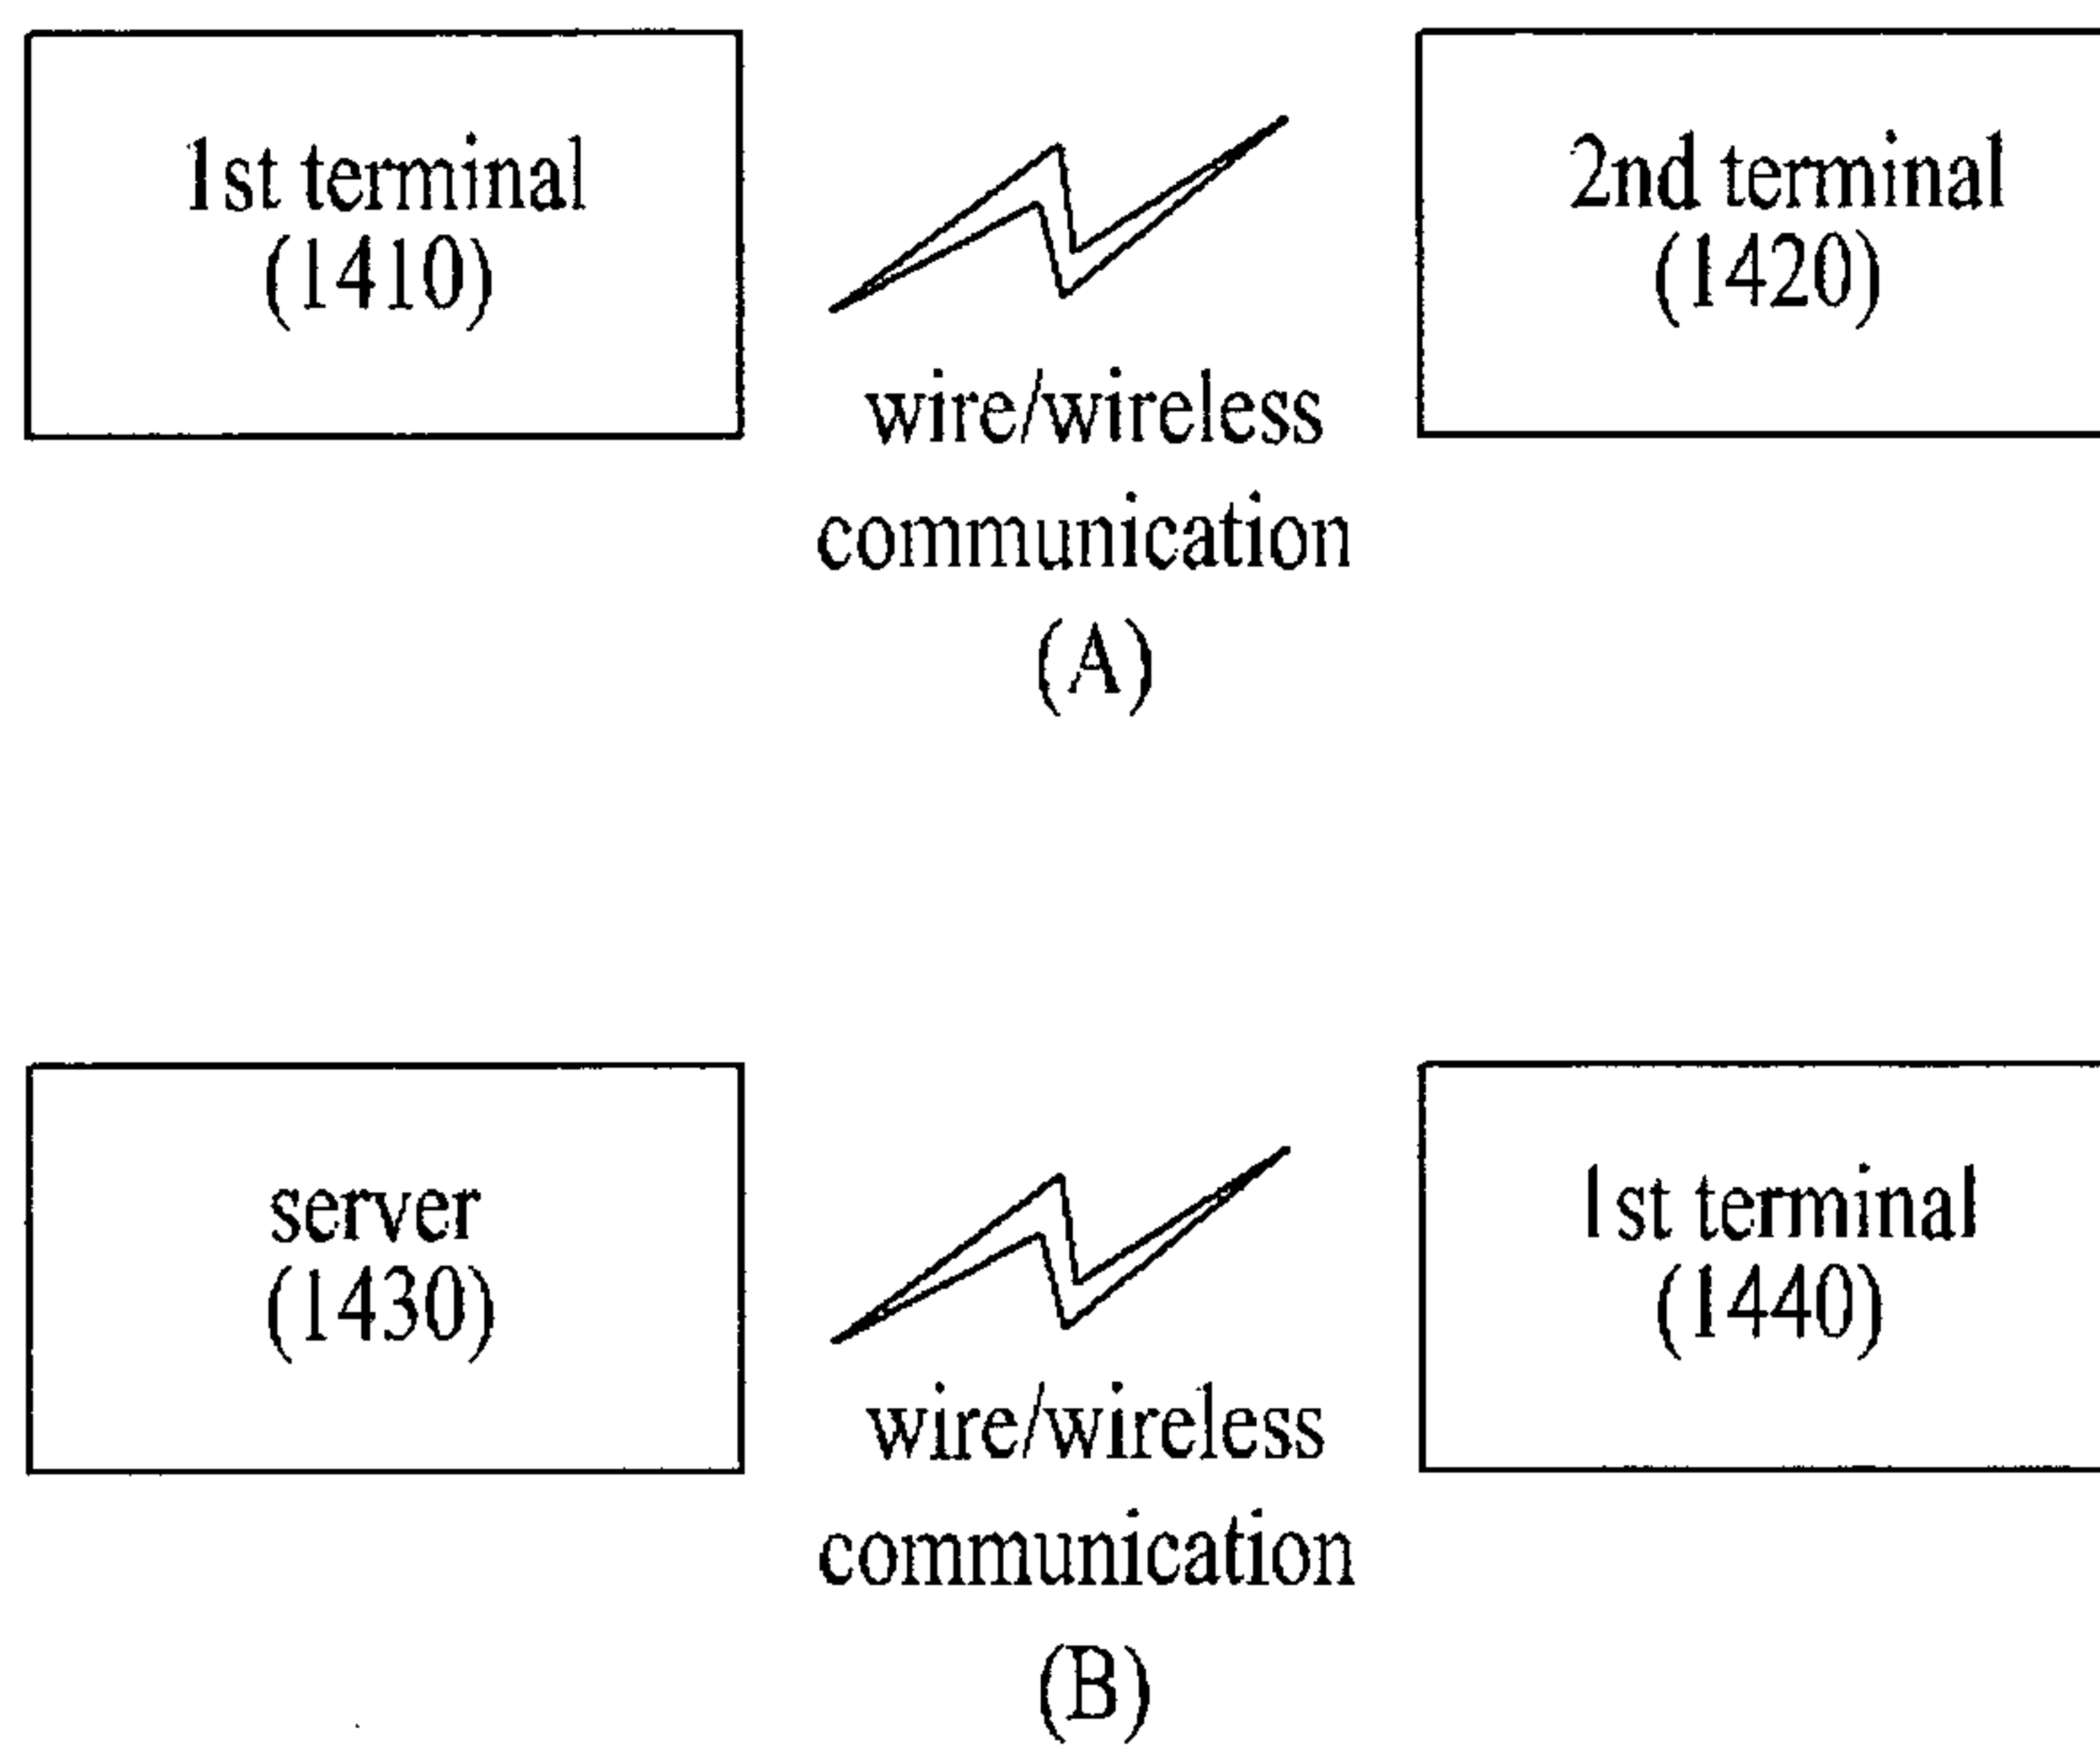 1st terminal
(1410)
2nd terminal
(1420)
wire/wireless
communication
(A)
server
(1430)
1st terminal
(1440)
wire/wireless
communication
(B)